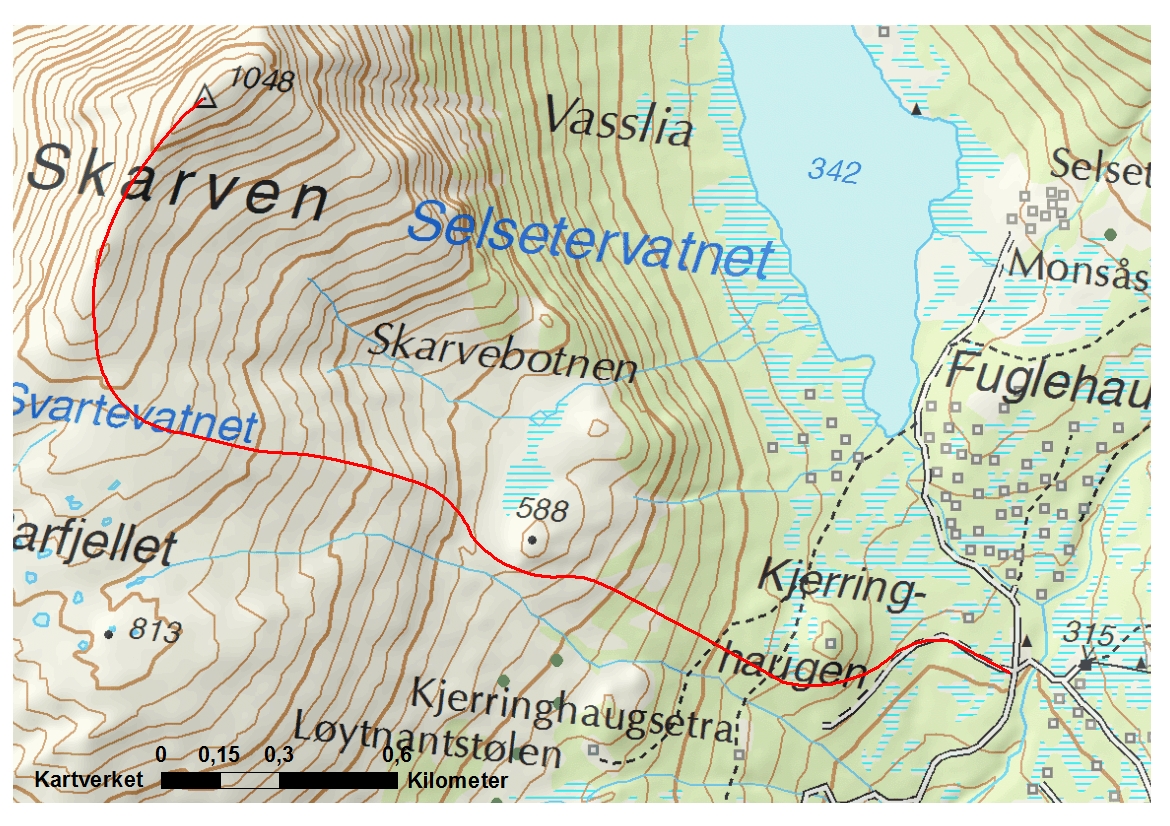 1048
Vasslia
Skarven
342
Selset
Selsetervatnet
Monsås
Skarvebotnen
Fuglehau
Svartevatnet
588
arfjellet
Kjerring-
813
315
haugen
Kjerringhaugsetra
Løytnantstølen
0 0,15 0,3 0,6
Kartverket Kilometer